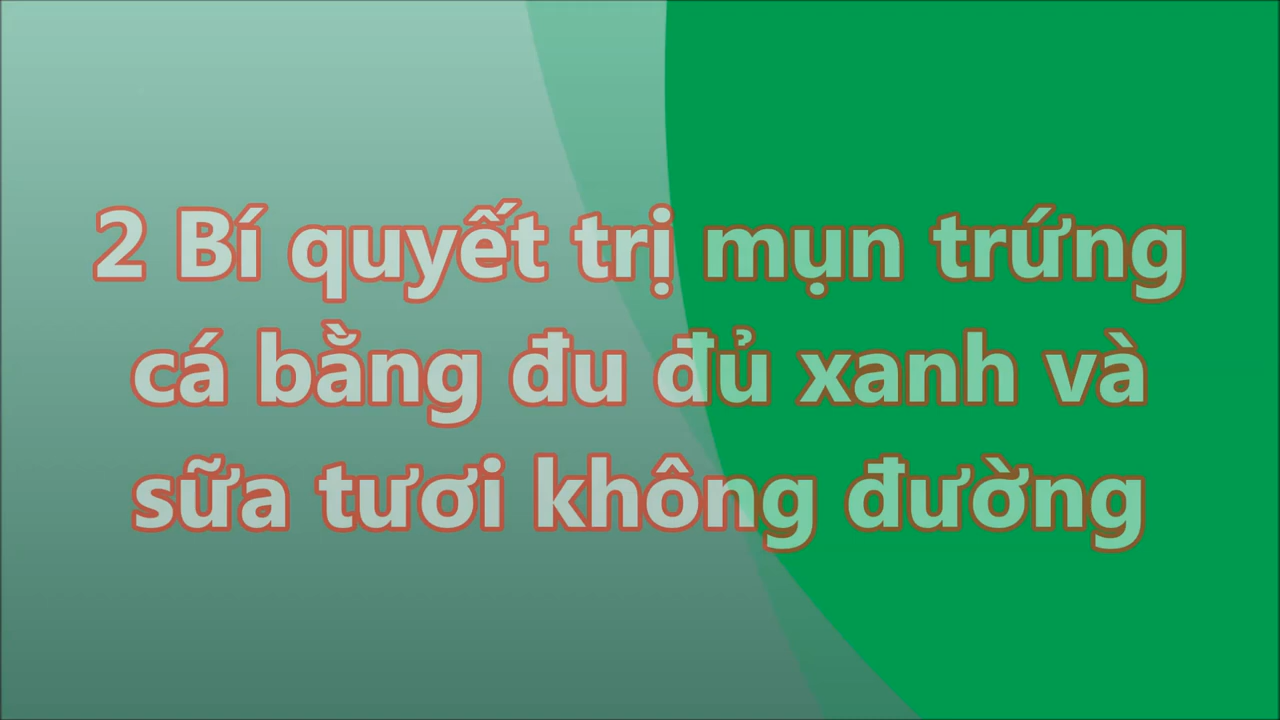 2 Bí quyết trị mụn trứng
cá bằng đu đủ xanh và
sữa tươi không đường